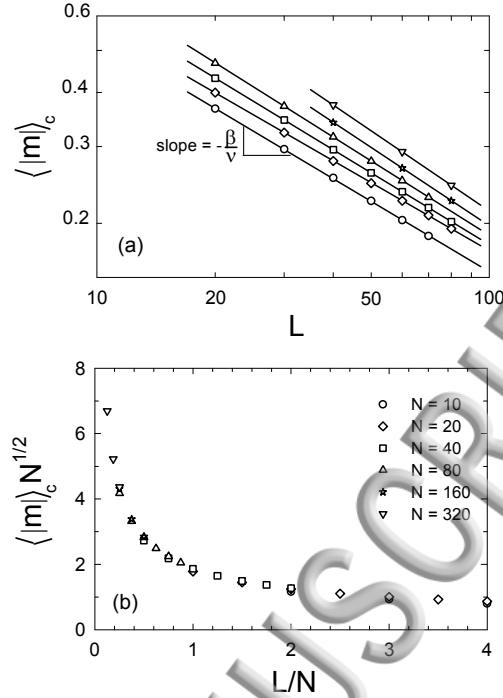 0.6
0.4
0.3
0.2
⟨|m|⟩c
slope = -β/ν
(a)
10 20 50 100
L
8
6
4
2
0
⟨|m|⟩c N1/2
N = 10
N = 20
N = 40
N = 80
N = 160
N = 320
(b)
0 1 2 3 4
L/N
USCRIP